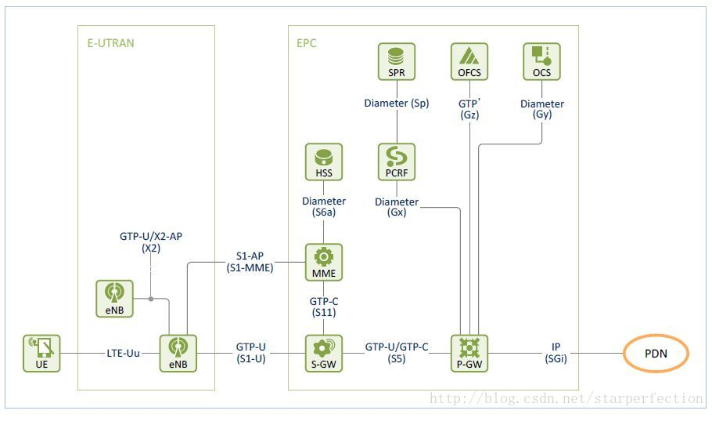 E-UTRAN
EPC
SPR
OFCS
OCS
Diameter (Sp)
GTP'
(Gz)
Diameter
(Gy)
HSS
PCRF
Diameter
(S6a)
Diameter
(Gx)
GTP-U/X2-AP
(X2)
S1-AP
(S1-MME)
MME
eNB
GTP-C
(S11)
UE
LTE-Uu
eNB
GTP-U
(S1-U)
S-GW
GTP-U/GTP-C
(S5)
P-GW
IP
(SGi)
PDN
http://blog.csdn.net/starperfection